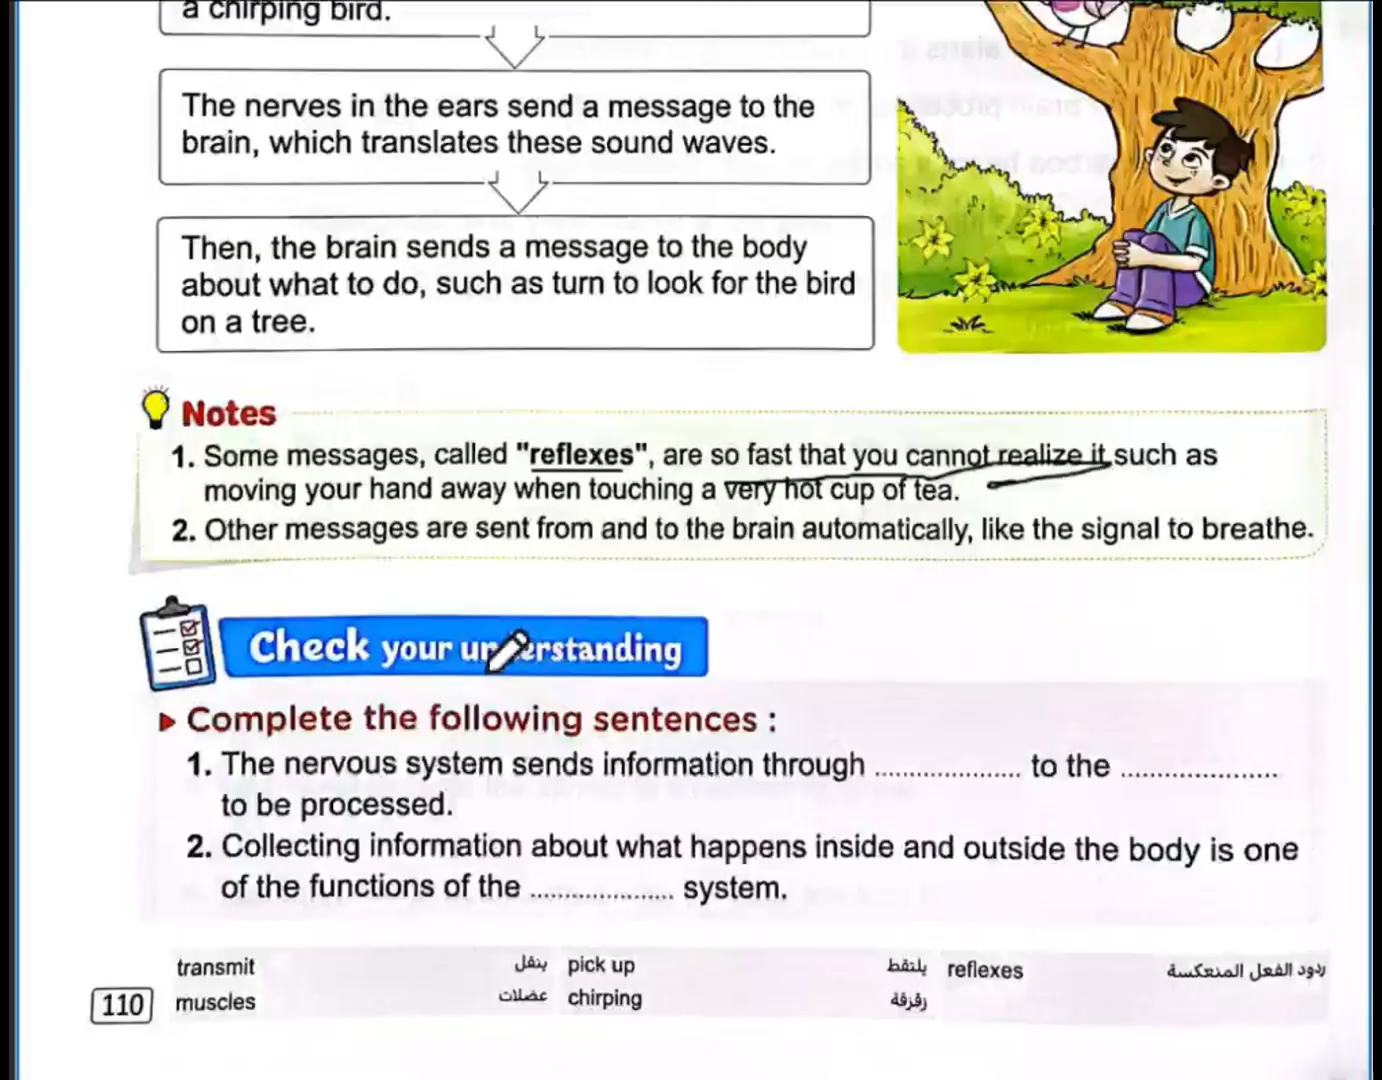 a chirping bird.
The nerves in the ears send a message to the
brain, which translates these sound waves.
Then, the brain sends a message to the body
about what to do, such as turn to look for the bird
on a tree.
Notes
1. Some messages, called "reflexes", are so fast that you cannot realize it such as
moving your hand away when touching a very hot cup of tea.
2. Other messages are sent from and to the brain automatically, like the signal to breathe.
Check your understanding
Complete the following sentences :
1. The nervous system sends information through .................... to the ......................
to be processed.
2. Collecting information about what happens inside and outside the body is one
of the functions of the .................... system.
transmit ينقل pick up يلتقط reflexes ردود الفعل المنعكسة
muscles عضلات chirping زقزقة
110